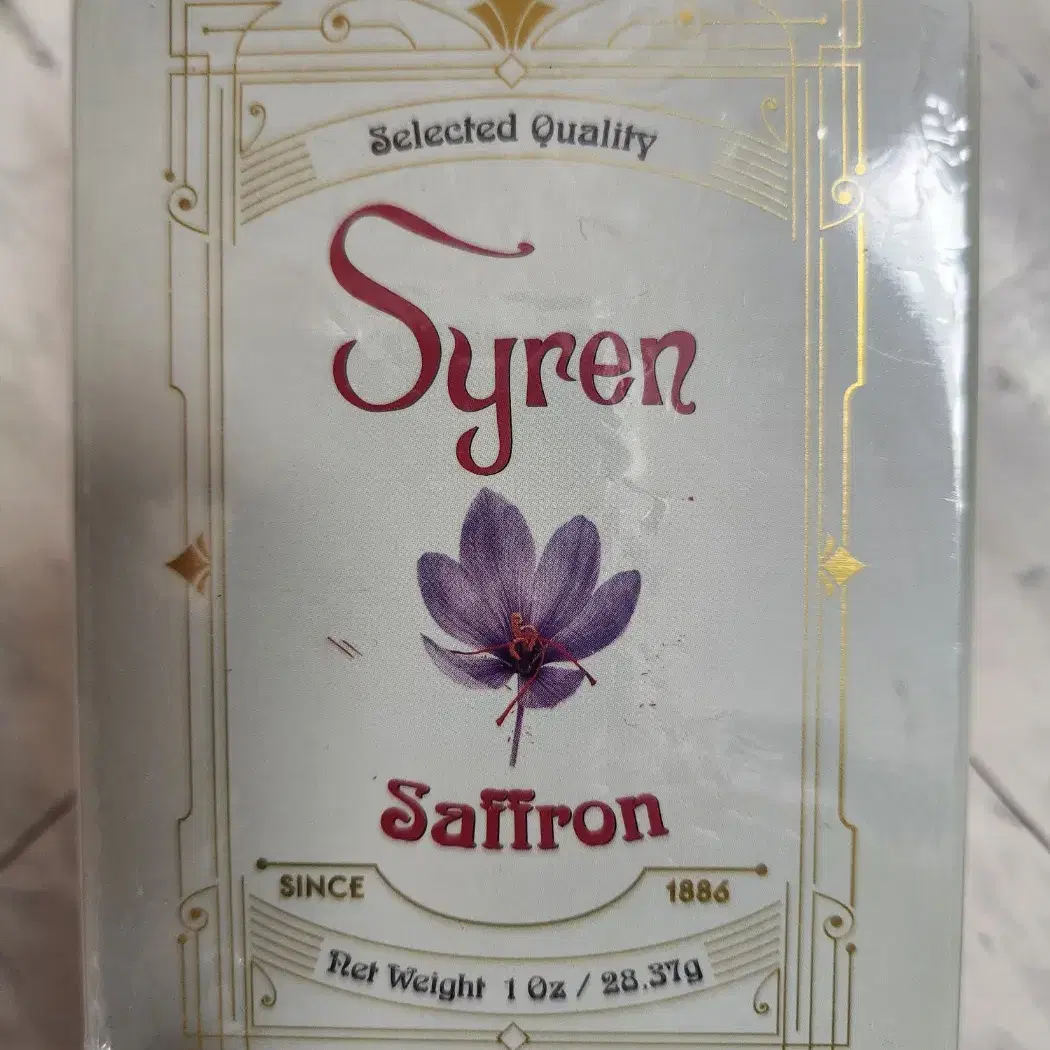 Selected Quality
Syren
Saffron
SINCE 1886
Net Weight 1 Oz / 28.37g